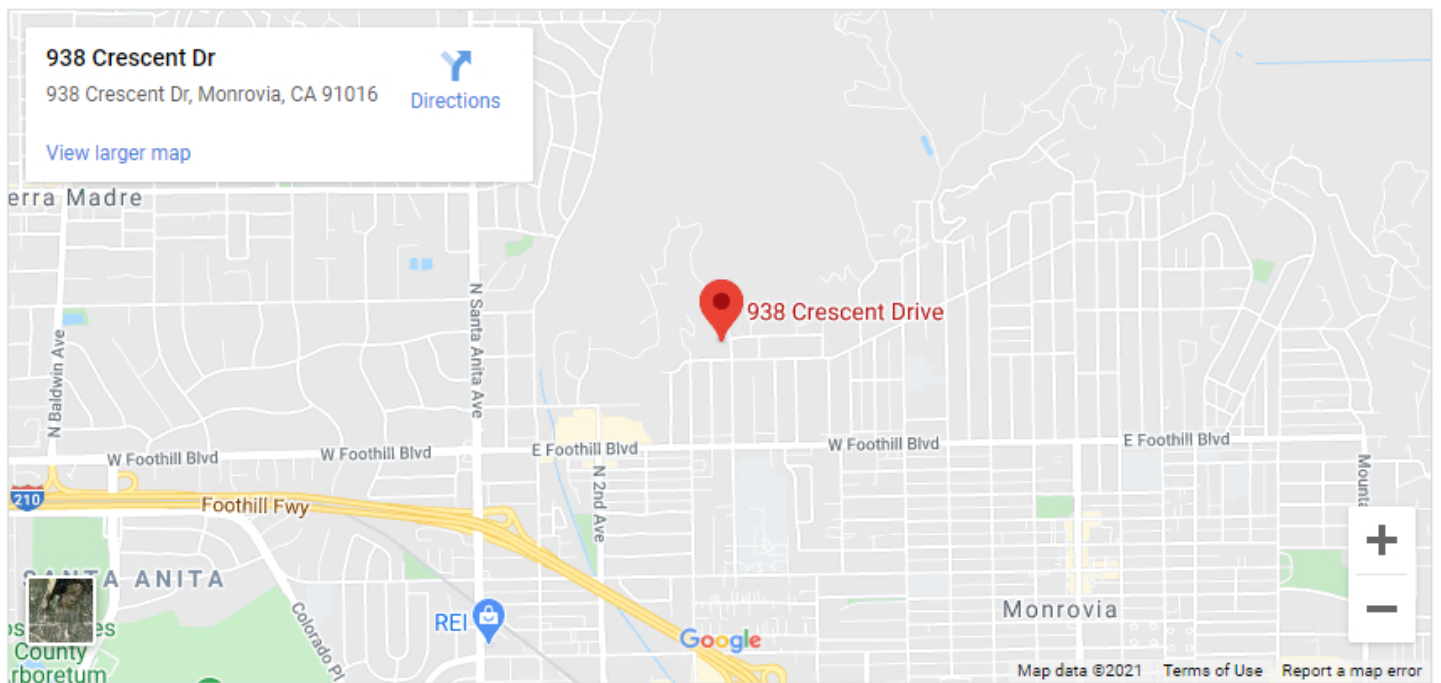 938 Crescent Dr
938 Crescent Dr, Monrovia, CA 91016
Directions
View larger map
erra Madre
N Baldwin Ave
N Santa Anita Ave
938 Crescent Drive
W Foothill Blvd
W Foothill Blvd
E Foothill Blvd
W Foothill Blvd
E Foothill Blvd
N 2nd Ave
Mounta
210
Foothill Fwy
ANITA
Colorado Pl
REI
Monrovia
County
rboretum
Google
Map data ©2021
Terms of Use
Report a map error